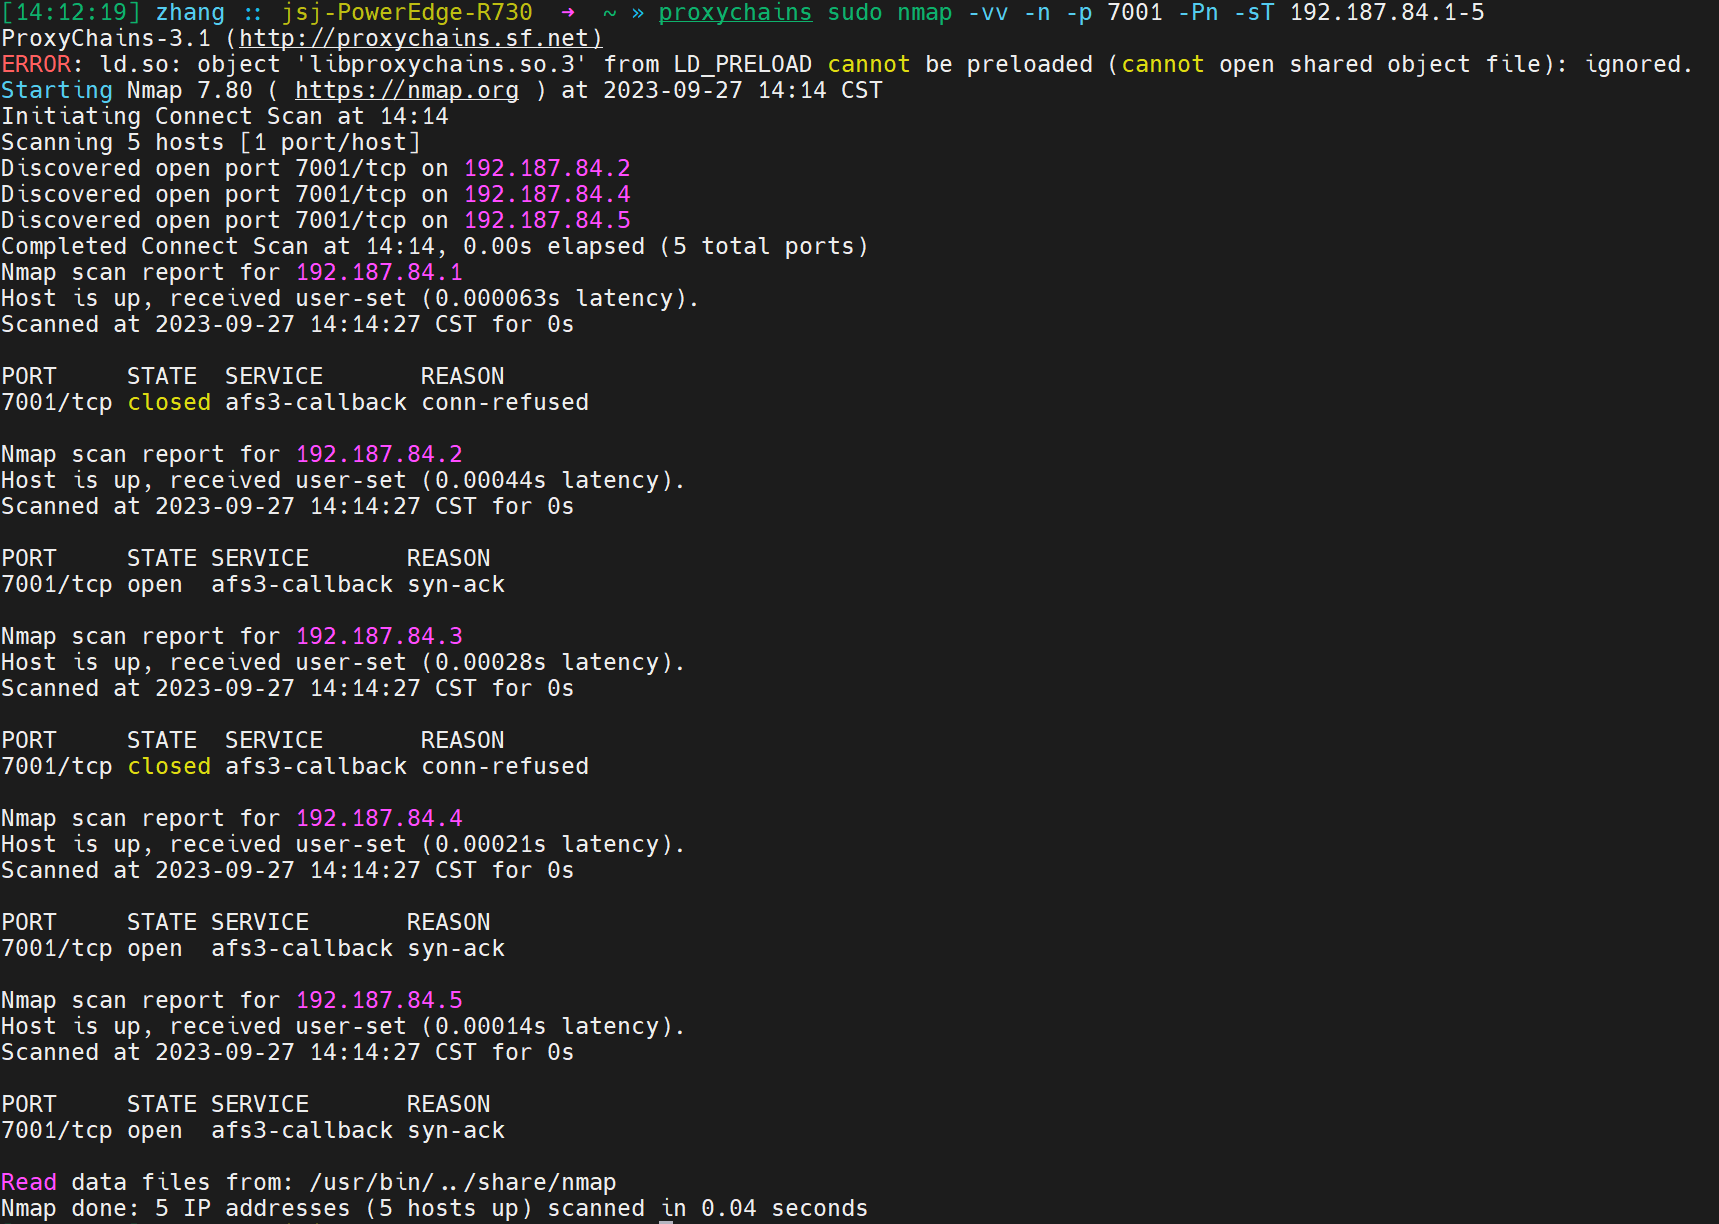 [14:12:19] zhang :: jsj-PowerEdge-R730 → ~ » proxychains sudo nmap -vv -n -p 7001 -Pn -sT 192.187.84.1-5
ProxyChains-3.1 (http://proxychains.sf.net)
ERROR: ld.so: object 'libproxychains.so.3' from LD_PRELOAD cannot be preloaded (cannot open shared object file): ignored.
Starting Nmap 7.80 ( https://nmap.org ) at 2023-09-27 14:14 CST
Initiating Connect Scan at 14:14
Scanning 5 hosts [1 port/host]
Discovered open port 7001/tcp on 192.187.84.2
Discovered open port 7001/tcp on 192.187.84.4
Discovered open port 7001/tcp on 192.187.84.5
Completed Connect Scan at 14:14, 0.00s elapsed (5 total ports)
Nmap scan report for 192.187.84.1
Host is up, received user-set (0.000063s latency).
Scanned at 2023-09-27 14:14:27 CST for 0s
PORT     STATE  SERVICE       REASON
7001/tcp closed afs3-callback conn-refused
Nmap scan report for 192.187.84.2
Host is up, received user-set (0.00044s latency).
Scanned at 2023-09-27 14:14:27 CST for 0s
PORT     STATE SERVICE       REASON
7001/tcp open  afs3-callback syn-ack
Nmap scan report for 192.187.84.3
Host is up, received user-set (0.00028s latency).
Scanned at 2023-09-27 14:14:27 CST for 0s
PORT     STATE  SERVICE       REASON
7001/tcp closed afs3-callback conn-refused
Nmap scan report for 192.187.84.4
Host is up, received user-set (0.00021s latency).
Scanned at 2023-09-27 14:14:27 CST for 0s
PORT     STATE SERVICE       REASON
7001/tcp open  afs3-callback syn-ack
Nmap scan report for 192.187.84.5
Host is up, received user-set (0.00014s latency).
Scanned at 2023-09-27 14:14:27 CST for 0s
PORT     STATE SERVICE       REASON
7001/tcp open  afs3-callback syn-ack
Read data files from: /usr/bin/../share/nmap
Nmap done: 5 IP addresses (5 hosts up) scanned in 0.04 seconds